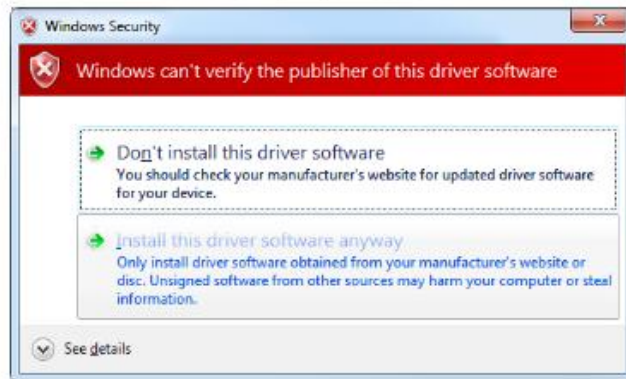 Windows Security
Windows can't verify the publisher of this driver software
Don't install this driver software
You should check your manufacturer's website for updated driver software
for your device.
Install this driver software anyway
Only install driver software obtained from your manufacturer's website or
disc. Unsigned software from other sources may harm your computer or steal
information.
See details